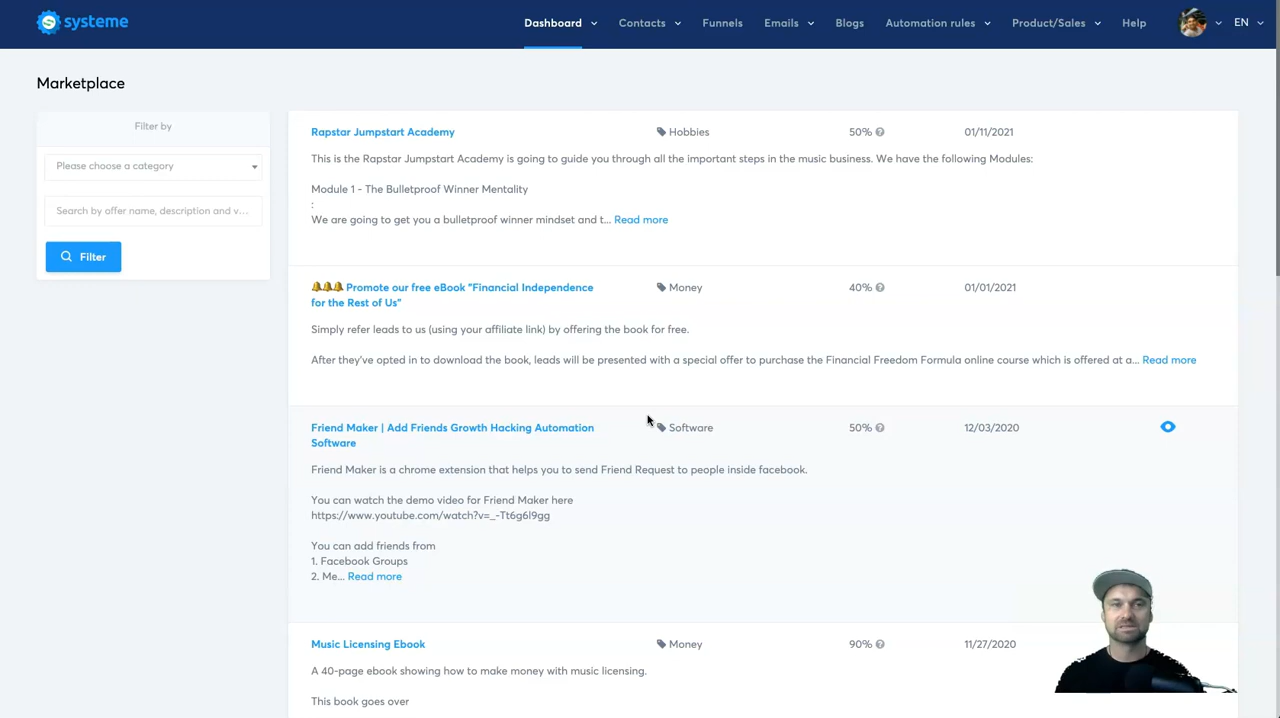 systeme
Dashboard
Contacts
Funnels
Emails
Blogs
Automation rules
Product/Sales
Help
EN
Marketplace
Filter by
Please choose a category
Search by offer name, description and v...
Filter
Rapstar Jumpstart Academy
Hobbies
50%
01/11/2021
This is the Rapstar Jumpstart Academy is going to guide you through all the important steps in the music business. We have the following Modules:
Module 1 - The Bulletproof Winner Mentality
:
We are going to get you a bulletproof winner mindset and t... Read more
🔔🔔🔔 Promote our free eBook "Financial Independence
for the Rest of Us"
Money
40%
01/01/2021
Simply refer leads to us (using your affiliate link) by offering the book for free.
After they've opted in to download the book, leads will be presented with a special offer to purchase the Financial Freedom Formula online course which is offered at a... Read more
Friend Maker | Add Friends Growth Hacking Automation
Software
Software
50%
12/03/2020
Friend Maker is a chrome extension that helps you to send Friend Request to people inside facebook.
You can watch the demo video for Friend Maker here
https://www.youtube.com/watch?v=_-Tt6g6l9gg
You can add friends from
1. Facebook Groups
2. Me... Read more
Music Licensing Ebook
Money
90%
11/27/2020
A 40-page ebook showing how to make money with music licensing.
This book goes over